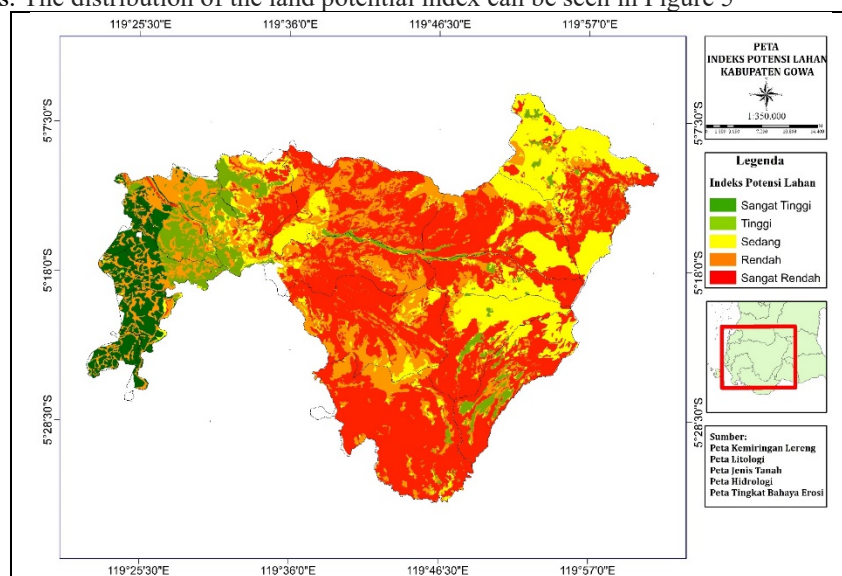 s. The distribution of the land potential index can be seen in Figure 5
119°25'30"E 119°36'0"E 119°46'30"E 119°57'0"E
5°7'30"S
5°18'0"S
5°28'30"S
PETA
INDEKS POTENSI LAHAN
KABUPATEN GOWA
1:350,000
Legenda
Indeks Potensi Lahan
Sangat Tinggi
Tinggi
Sedang
Rendah
Sangat Rendah
5°7'30"S
5°18'0"S
5°28'30"S
Sumber:
Peta Kemiringan Lereng
Peta Litologi
Peta Jenis Tanah
Peta Hidrologi
Peta Tingkat Bahaya Erosi
119°25'30"E 119°36'0"E 119°46'30"E 119°57'0"E